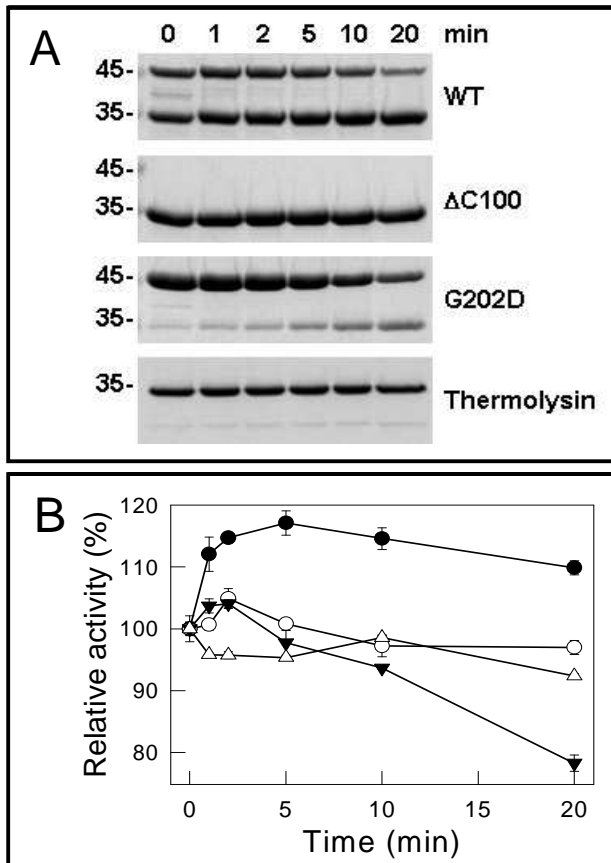 A
0 1 2 5 10 20 min
45-
35-
WT
45-
35-
ΔC100
45-
35-
G202D
35-
Thermolysin
B
Relative activity (%)
120
110
100
90
80
0 5 10 15 20
Time (min)